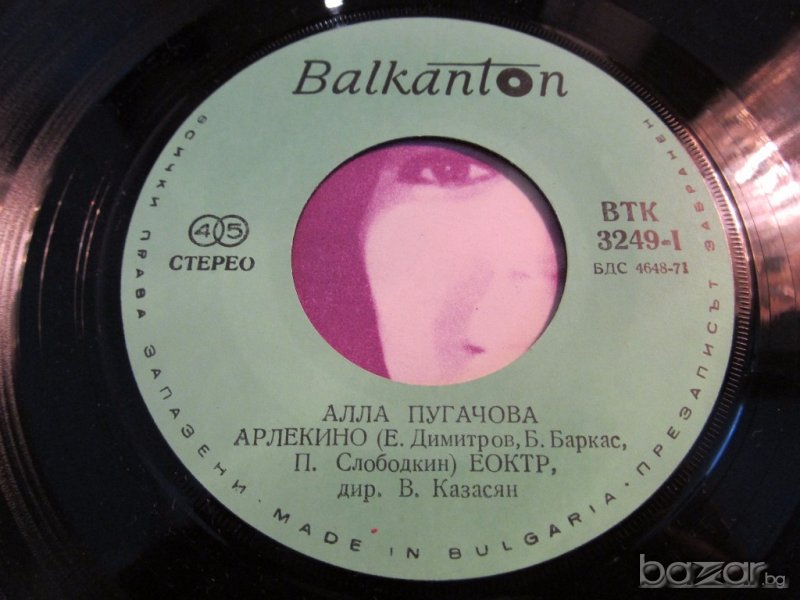 Balkanton
45
СТЕРЕО
ВТК
3249-I
БДС 4648-71
АЛЛА ПУГАЧОВА
АРЛЕКИНО (Е. Димитров, Б. Баркас,
П. Слободкин) ЕОКТР,
дир. В. Казасян
ВСИЧКИ ПРАВА ЗАПАЗЕНИ · MADE IN BULGARIA · ПРЕЗАПИСЪТ ЗАБРАНЕН
bazar.bg